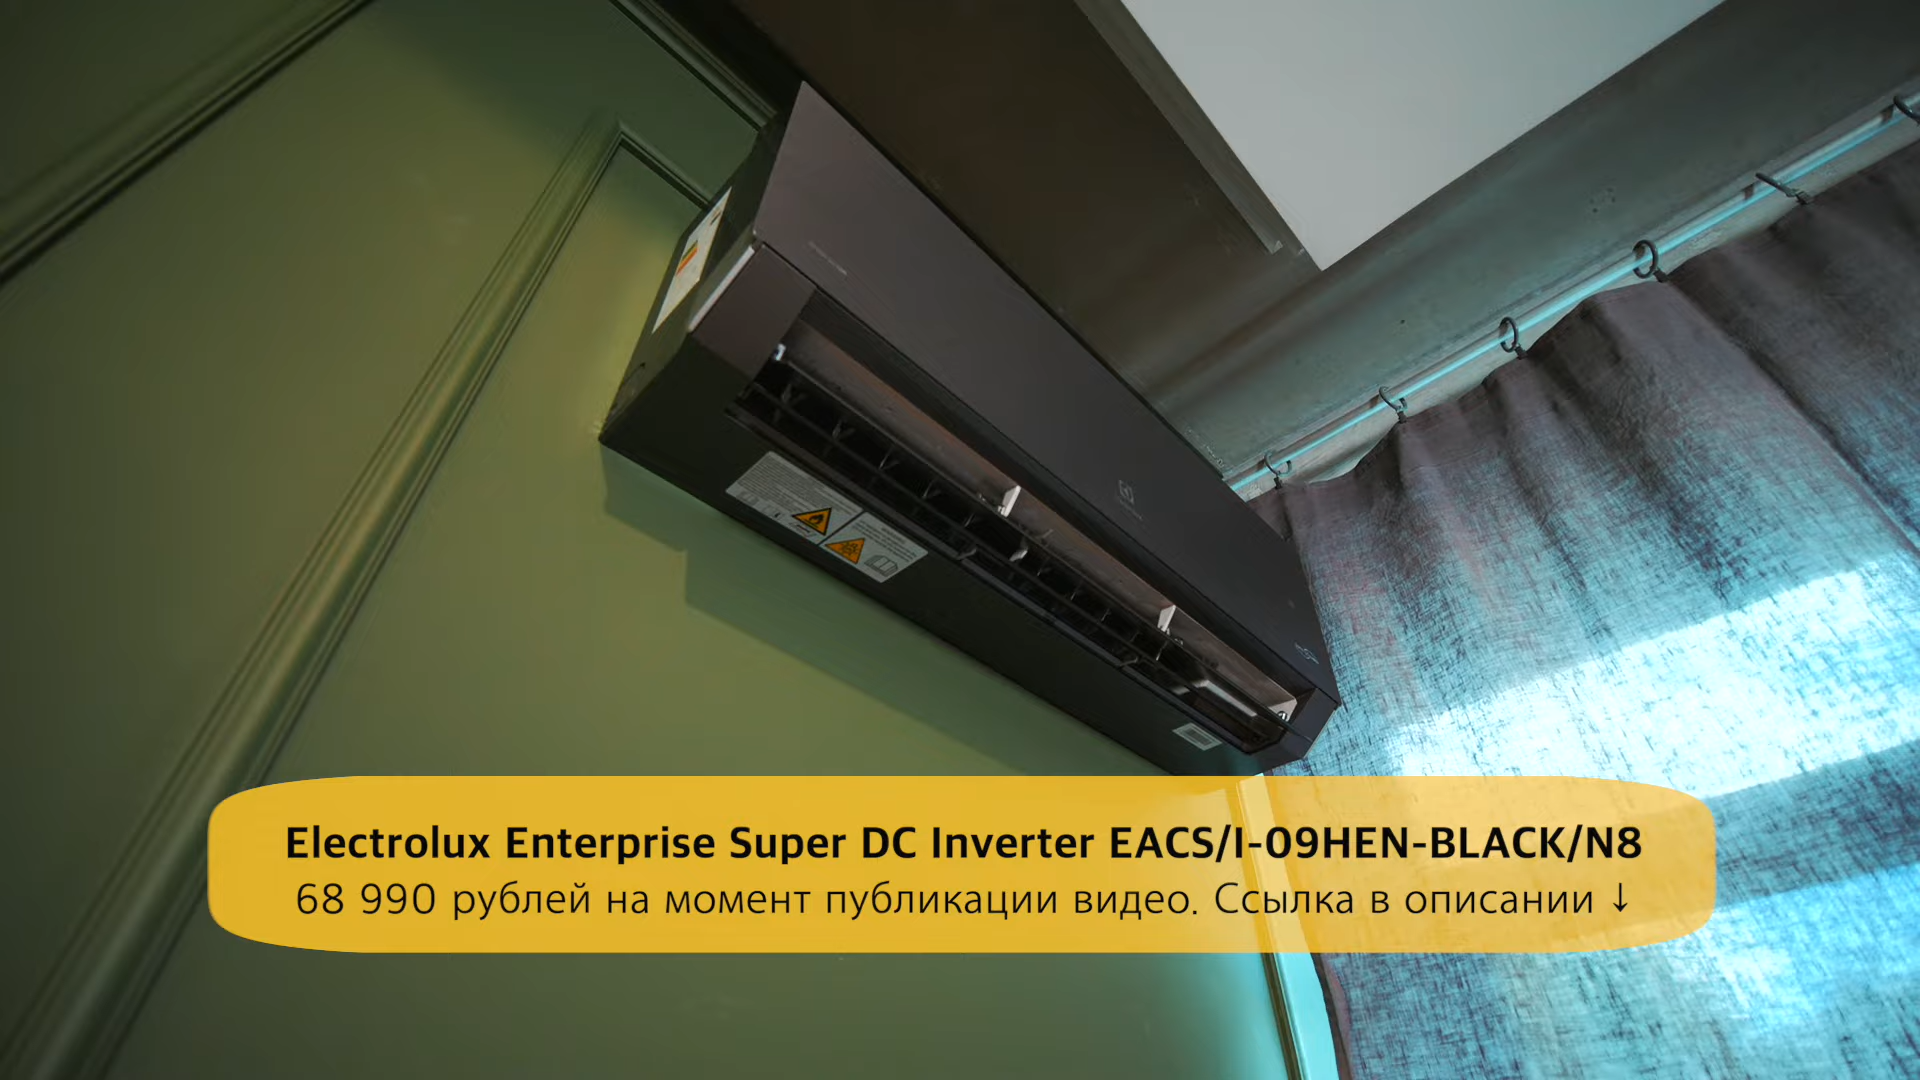 Electrolux Enterprise Super DC Inverter EACS/I-09HEN-BLACK/N8
68 990 рублей на момент публикации видео. Ссылка в описании ↓